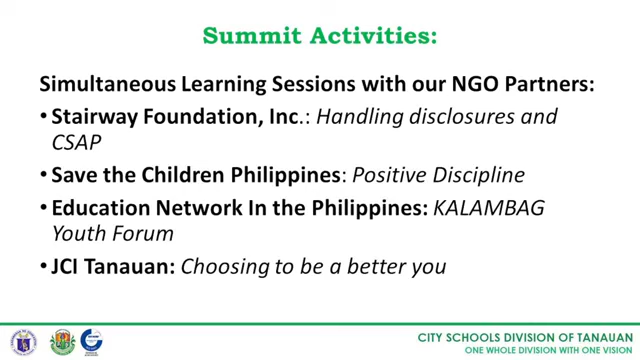 Summit Activities:
Simultaneous Learning Sessions with our NGO Partners:
• Stairway Foundation, Inc.: Handling disclosures and
CSAP
• Save the Children Philippines: Positive Discipline
• Education Network In the Philippines: KALAMBAG
Youth Forum
• JCI Tanauan: Choosing to be a better you
CITY SCHOOLS DIVISION OF TANAUAN
ONE WHOLE DIVISION WITH ONE VISION